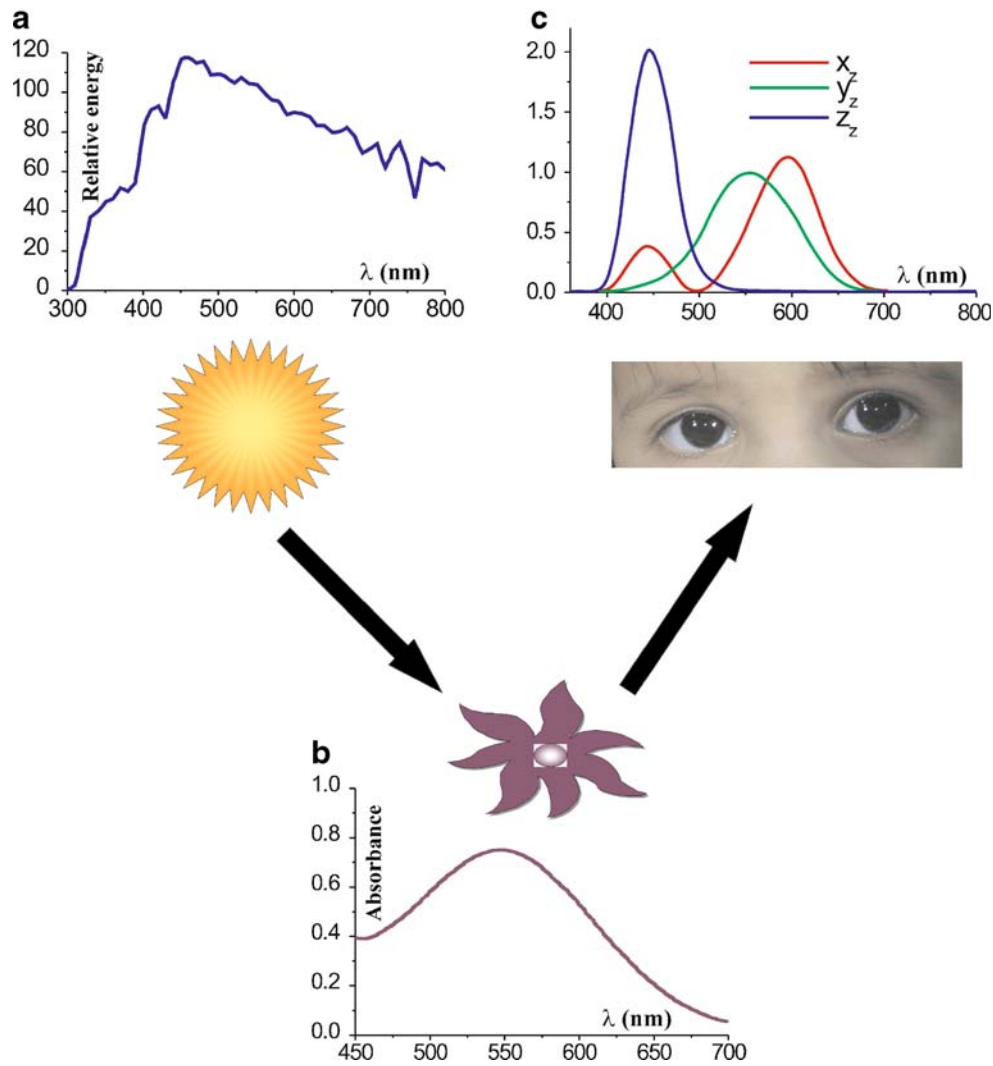 a
Relative energy
120
100
80
60
40
20
0
300 400 500 600 700 800
λ (nm)
c
2.0
1.5
1.0
0.5
0.0
400 500 600 700 800
λ (nm)
x_z
y_z
z_z
b
Absorbance
1.0
0.8
0.6
0.4
0.2
0.0
450 500 550 600 650 700
λ (nm)